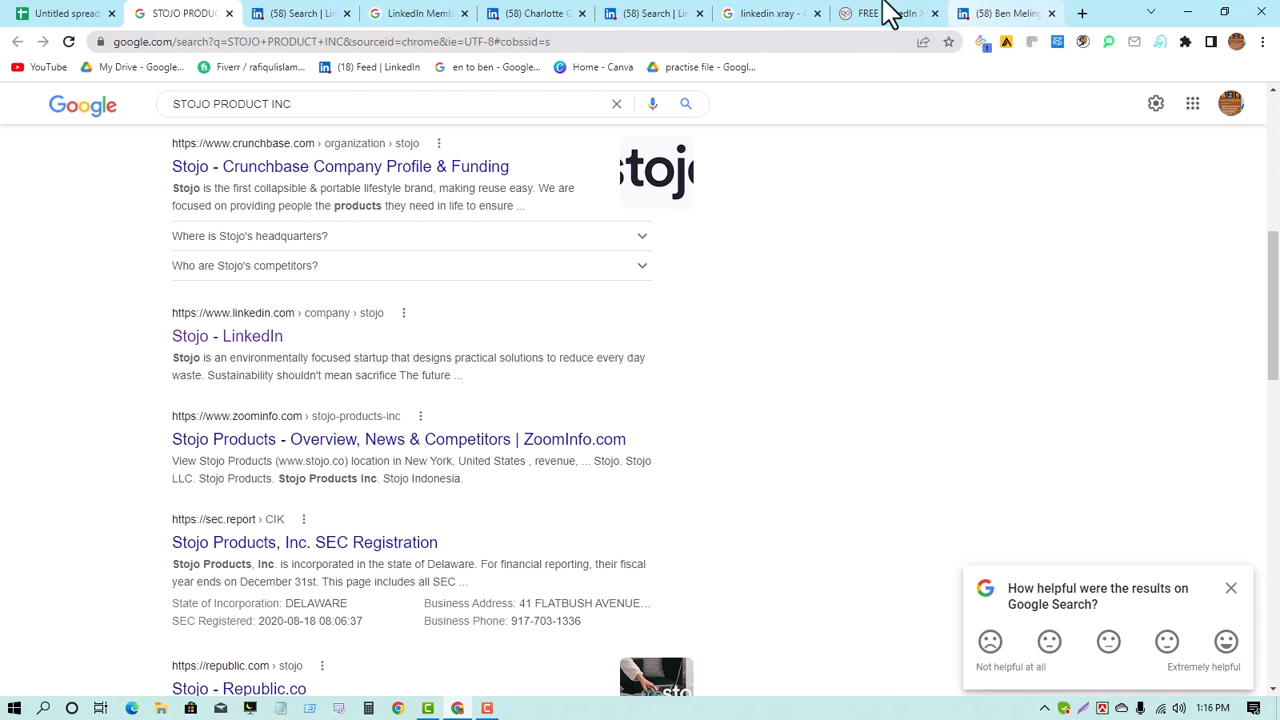 Untitled spread
STOJO PRODUC
(58) Search | Lin
LinkedIn Memb
(58) Charlotte G
(58) Search | Lin
linkedin xray - G
FREE LinkedIn X
(58) Ben Meling
google.com/search?q=STOJO+PRODUCT+INC&sourceid=chrome&ie=UTF-8#cobssid=s
YouTube
My Drive - Google...
Fiverr / rafiqulislam...
(18) Feed | LinkedIn
en to ben - Google...
Home - Canva
practise file - Googl...
Google
STOJO PRODUCT INC
https://www.crunchbase.com › organization › stojo
Stojo - Crunchbase Company Profile & Funding
Stojo is the first collapsible & portable lifestyle brand, making reuse easy. We are
focused on providing people the products they need in life to ensure ...
stojo
Where is Stojo's headquarters?
Who are Stojo's competitors?
https://www.linkedin.com › company › stojo
Stojo - LinkedIn
Stojo is an environmentally focused startup that designs practical solutions to reduce every day
waste. Sustainability shouldn't mean sacrifice The future ...
https://www.zoominfo.com › stojo-products-inc
Stojo Products - Overview, News & Competitors | ZoomInfo.com
View Stojo Products (www.stojo.co) location in New York, United States , revenue, ... Stojo. Stojo
LLC. Stojo Products. Stojo Products Inc. Stojo Indonesia.
https://sec.report › CIK
Stojo Products, Inc. SEC Registration
Stojo Products, Inc. is incorporated in the state of Delaware. For financial reporting, their fiscal
year ends on December 31st. This page includes all SEC ...
State of Incorporation: DELAWARE
Business Address: 41 FLATBUSH AVENUE...
SEC Registered: 2020-08-18 08:06:37
Business Phone: 917-703-1336
https://republic.com › stojo
Stojo - Republic.co
How helpful were the results on
Google Search?
Not helpful at all
Extremely helpful
1:16 PM